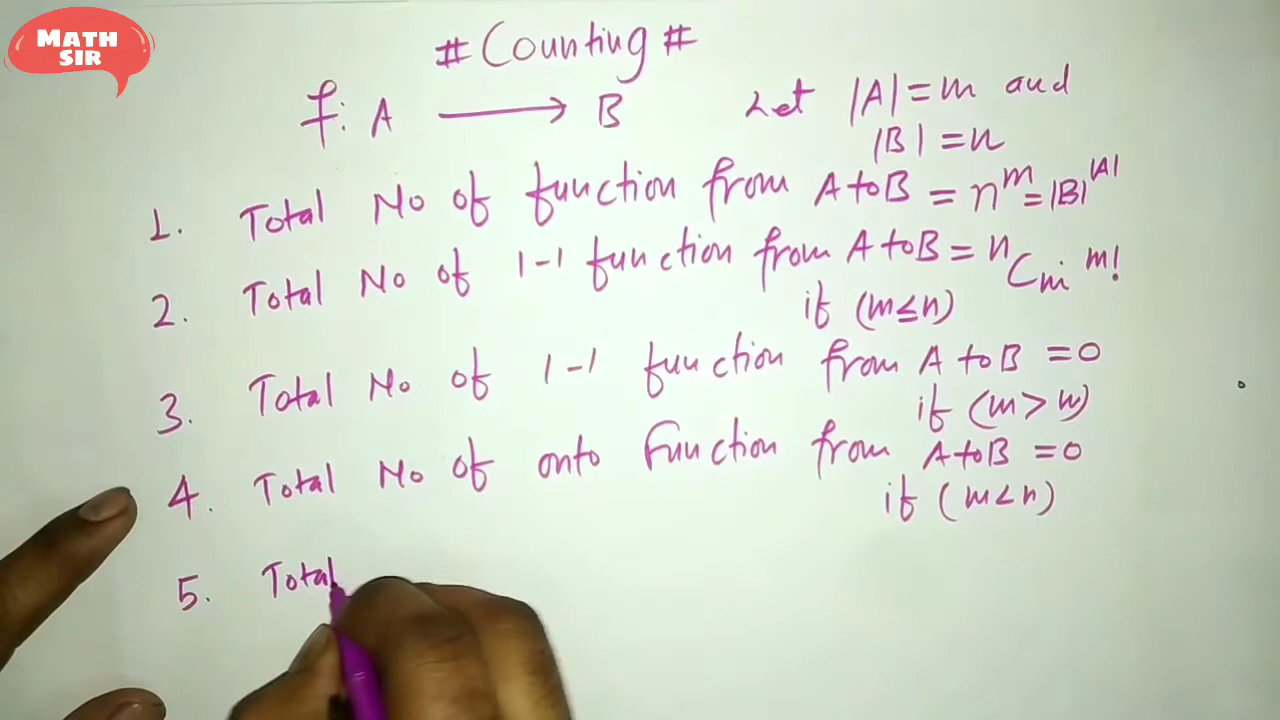 MATH
SIR
# Counting #
f: A ⟶ B Let |A| = m and
|B| = n
1. Total No of function from A to B = n^m = |B|^|A|
2. Total No of 1-1 function from A to B = ⁿCₘ m!
if (m ≤ n)
3. Total No of 1-1 function from A to B = 0
if (m > n)
4. Total No of onto Function from A to B = 0
if (m < n)
5. Total